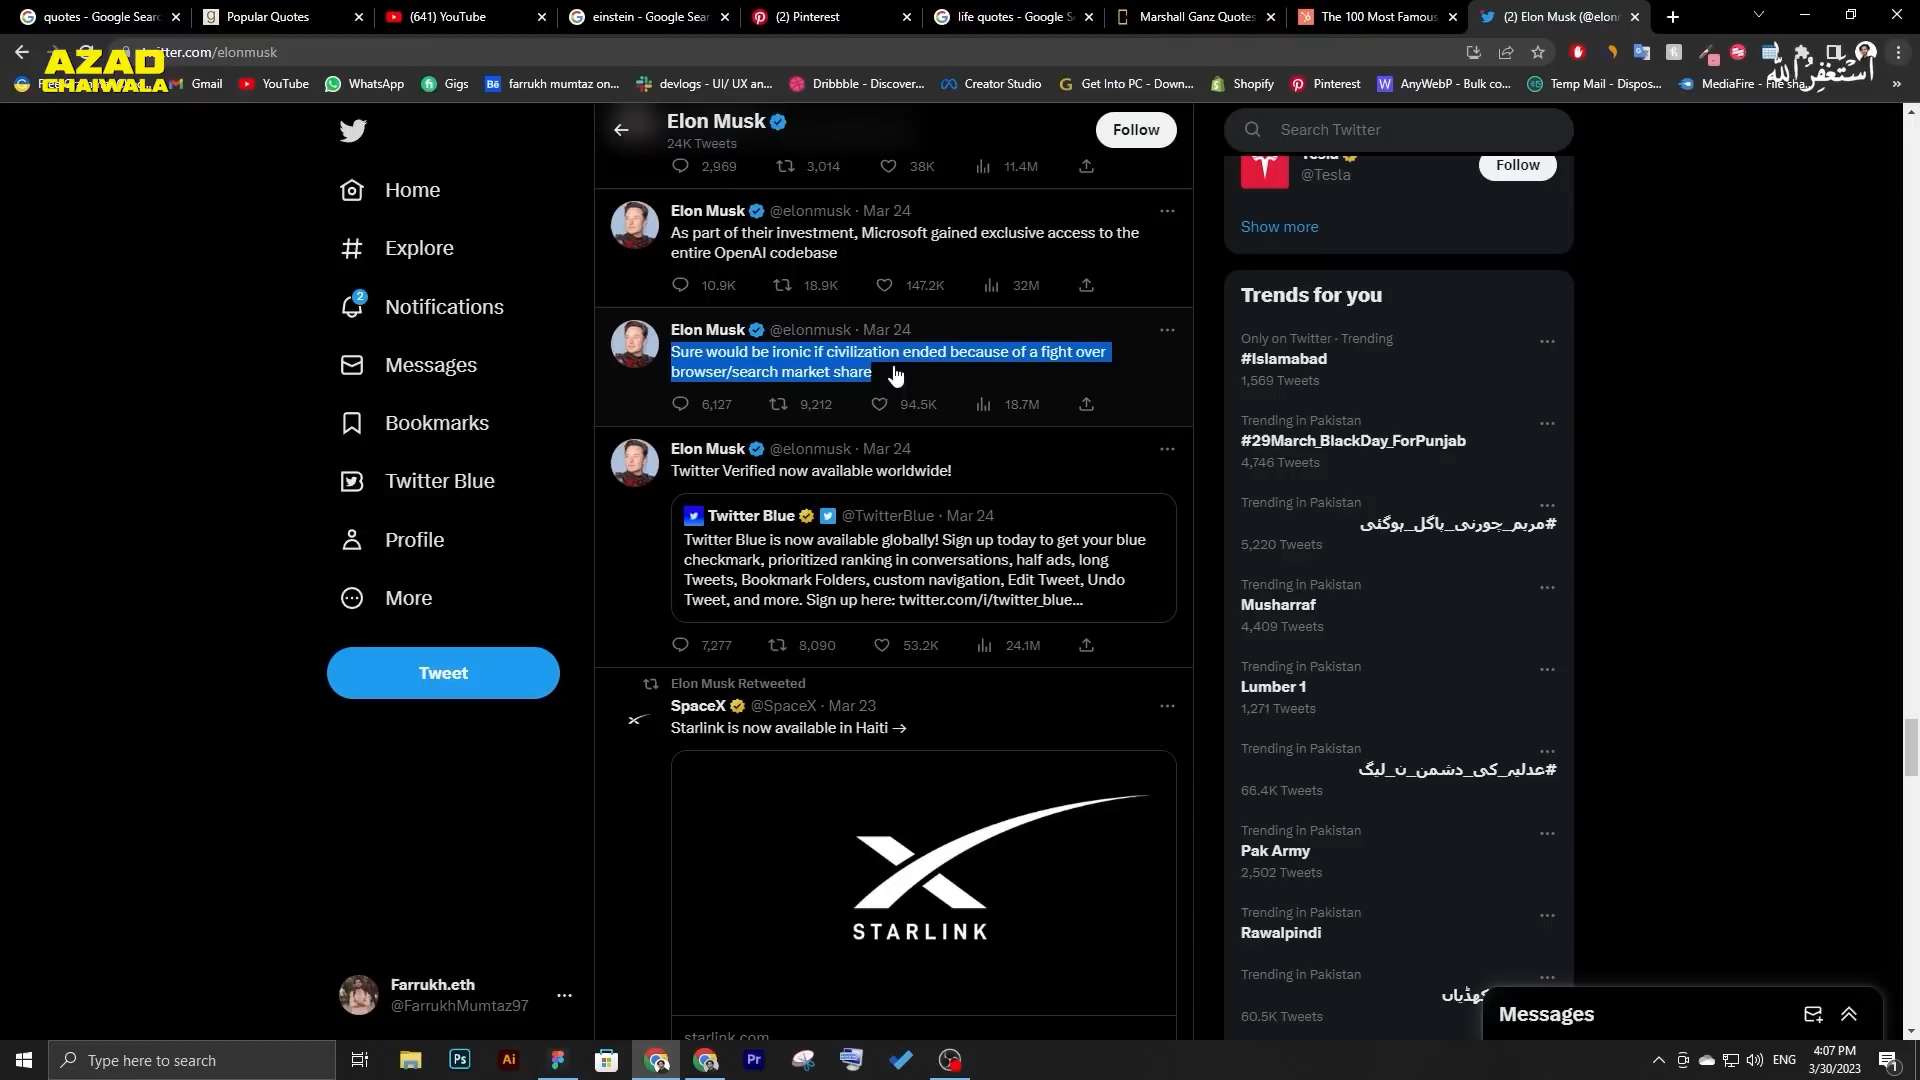 quotes - Google Sear
Popular Quotes
(641) YouTube
einstein - Google Sear
(2) Pinterest
life quotes - Google S
Marshall Ganz Quotes
The 100 Most Famous
(2) Elon Musk (@elon
twitter.com/elonmusk
AZAD
CHAIWALA
أستغفر الله
Gmail
YouTube
WhatsApp
Gigs
farrukh mumtaz on...
devlogs - UI/ UX an...
Dribbble - Discover...
Creator Studio
Get Into PC - Down...
Shopify
Pinterest
AnyWebP - Bulk co...
Temp Mail - Dispos...
MediaFire - File sha
Home
Explore
2
Notifications
Messages
Bookmarks
Twitter Blue
Profile
More
Tweet
Farrukh.eth
@FarrukhMumtaz97
Elon Musk
24K Tweets
Follow
2,969 3,014 38K 11.4M
Elon Musk @elonmusk · Mar 24
As part of their investment, Microsoft gained exclusive access to the
entire OpenAI codebase
10.9K 18.9K 147.2K 32M
Elon Musk @elonmusk · Mar 24
Sure would be ironic if civilization ended because of a fight over
browser/search market share
6,127 9,212 94.5K 18.7M
Elon Musk @elonmusk · Mar 24
Twitter Verified now available worldwide!
Twitter Blue @TwitterBlue · Mar 24
Twitter Blue is now available globally! Sign up today to get your blue
checkmark, prioritized ranking in conversations, half ads, long
Tweets, Bookmark Folders, custom navigation, Edit Tweet, Undo
Tweet, and more. Sign up here: twitter.com/i/twitter_blue...
7,277 8,090 53.2K 24.1M
Elon Musk Retweeted
SpaceX @SpaceX · Mar 23
Starlink is now available in Haiti →
STARLINK
starlink.com
Search Twitter
Tesla
@Tesla
Follow
Show more
Trends for you
Only on Twitter · Trending
#Islamabad
1,569 Tweets
Trending in Pakistan
#29March_BlackDay_ForPunjab
4,746 Tweets
Trending in Pakistan
#مریم_چورنی_پاگل_ہوگئی
5,220 Tweets
Trending in Pakistan
Musharraf
4,409 Tweets
Trending in Pakistan
Lumber 1
1,271 Tweets
Trending in Pakistan
#عدلیہ_کی_دشمن_ن_لیگ
66.4K Tweets
Trending in Pakistan
Pak Army
2,502 Tweets
Trending in Pakistan
Rawalpindi
Trending in Pakistan
60.5K Tweets
Messages
Type here to search
Ps
Ai
Pr
ENG
4:07 PM
3/30/2023
1